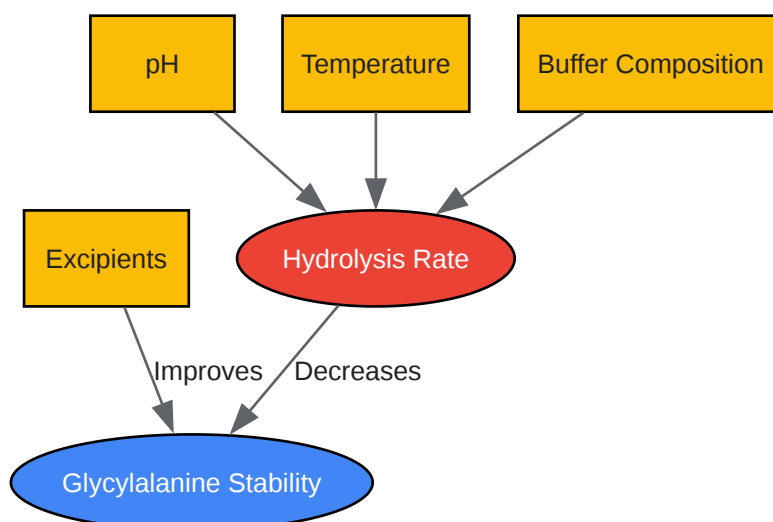 pH
Temperature
Buffer Composition
Excipients
Hydrolysis Rate
Improves
Decreases
Glycylalanine Stability